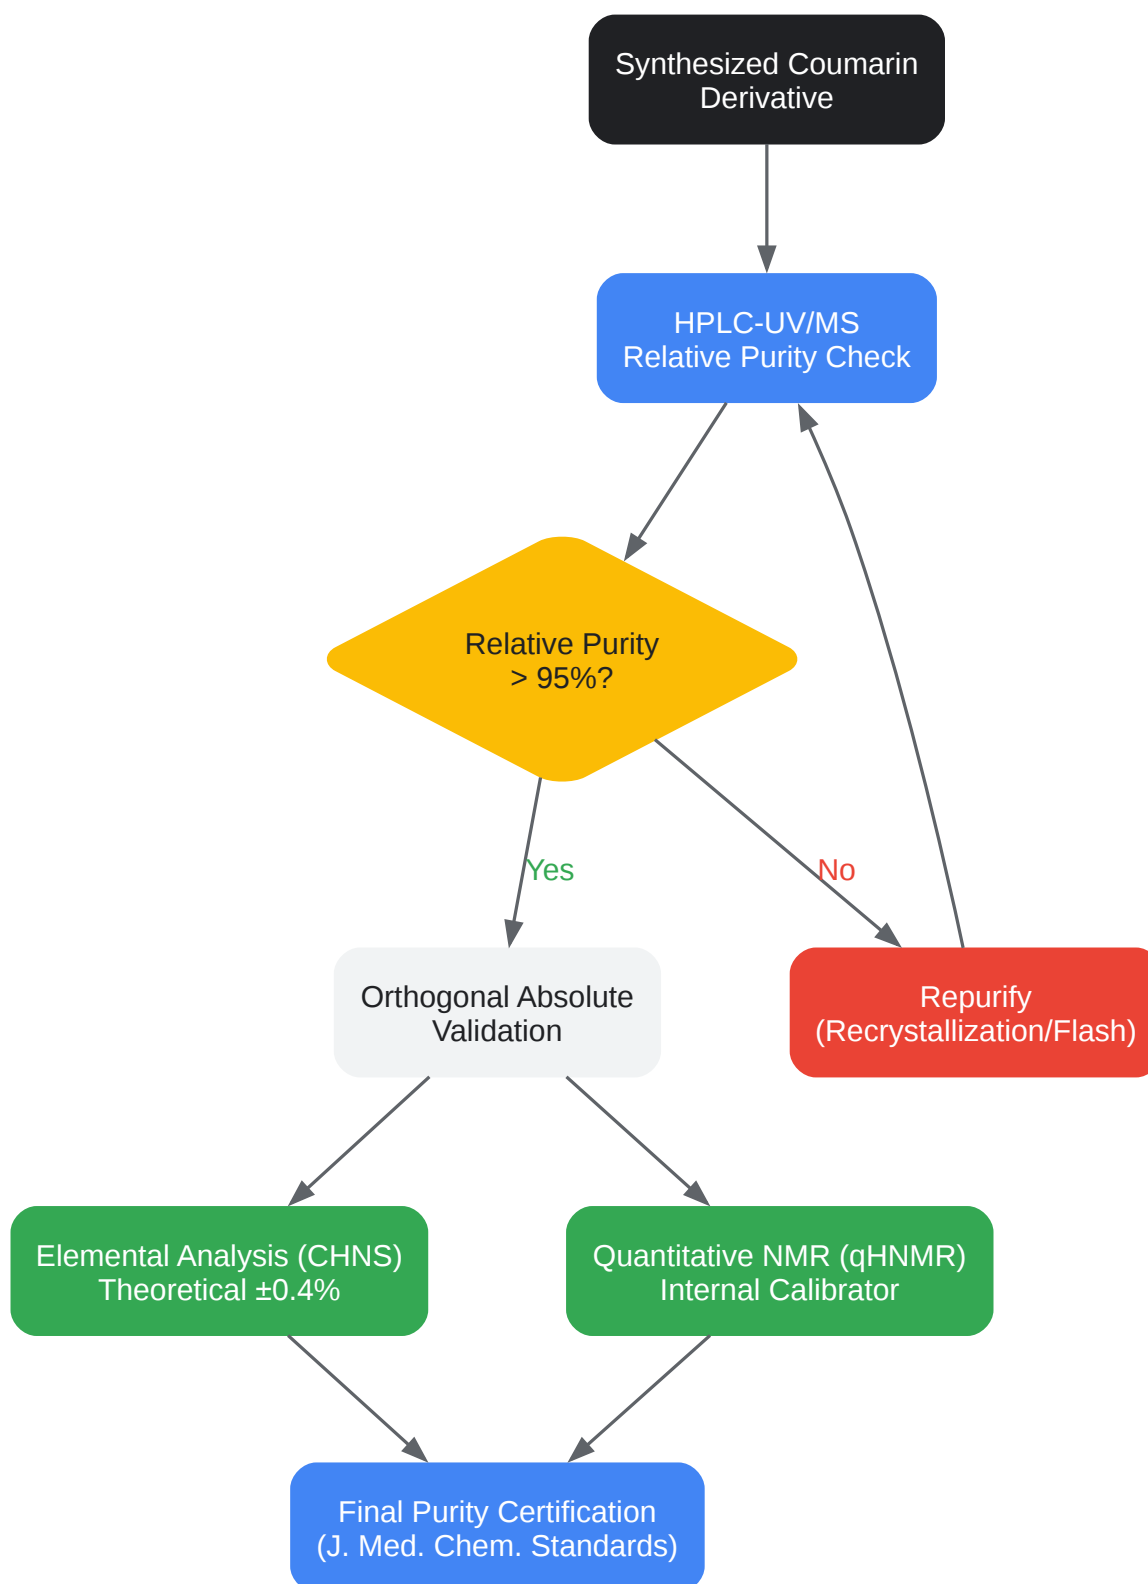 Synthesized Coumarin
Derivative
HPLC-UV/MS
Relative Purity Check
Relative Purity
> 95%?
Yes
No
Orthogonal Absolute
Validation
Repurify
(Recrystallization/Flash)
Elemental Analysis (CHNS)
Theoretical ±0.4%
Quantitative NMR (qHNMR)
Internal Calibrator
Final Purity Certification
(J. Med. Chem. Standards)